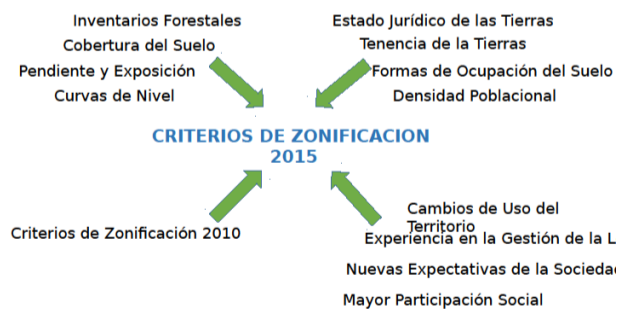 Inventarios Forestales
Cobertura del Suelo
Pendiente y Exposición
Curvas de Nivel
Estado Jurídico de las Tierras
Tenencia de la Tierras
Formas de Ocupación del Suelo
Densidad Poblacional
CRITERIOS DE ZONIFICACION
2015
Criterios de Zonificación 2010
Cambios de Uso del
Territorio
Experiencia en la Gestión de la L
Nuevas Expectativas de la Sociedad
Mayor Participación Social